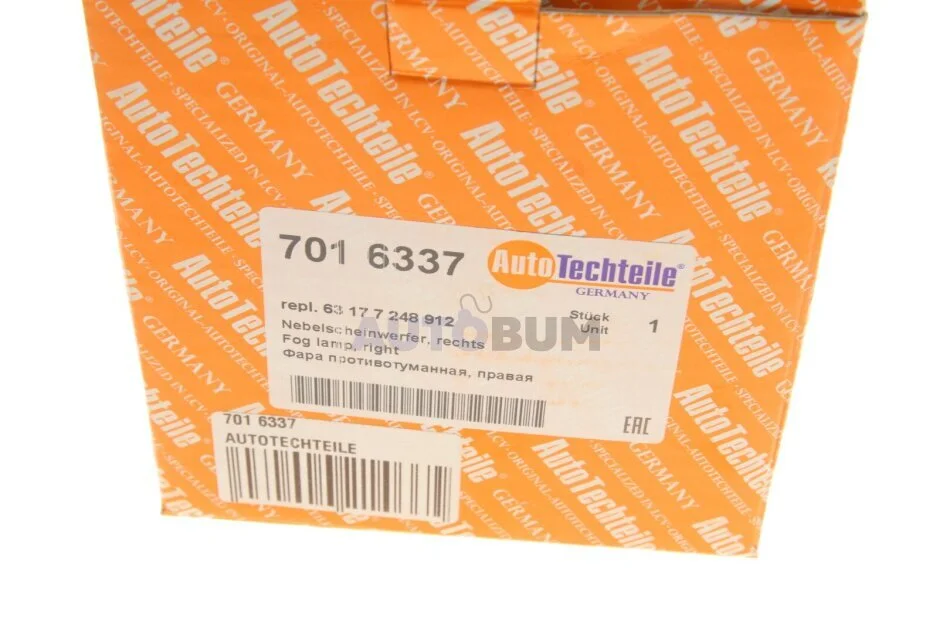 AutoTechteile
GERMANY
ORIGINAL-AUTOTECHTEILE · SPECIALIZED IN LCV
701 6337
AutoTechteile®
GERMANY
repl. 63 17 7 248 912
Stück
Unit
1
Nebelscheinwerfer, rechts
Fog lamp, right
Фара противотуманная, правая
EAC
AUTOBUM
701 6337
AUTOTECHTEILE